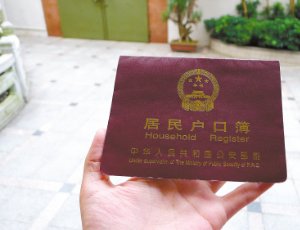 居民户口簿
Household Register
中华人民共和国公安部制
Under Supervision of The Ministry of Public Security of P.R.C